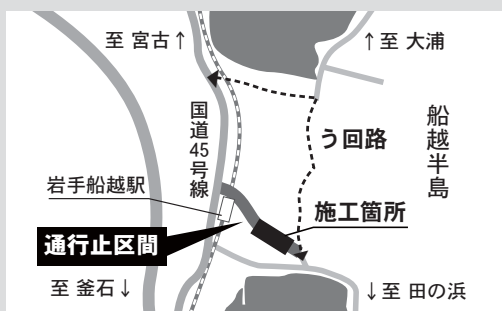 至 宮古↑
↑至 大浦
国道45号線
う回路
船越半島
岩手船越駅
施工箇所
通行止区間
至 釜石↓
↓至 田の浜